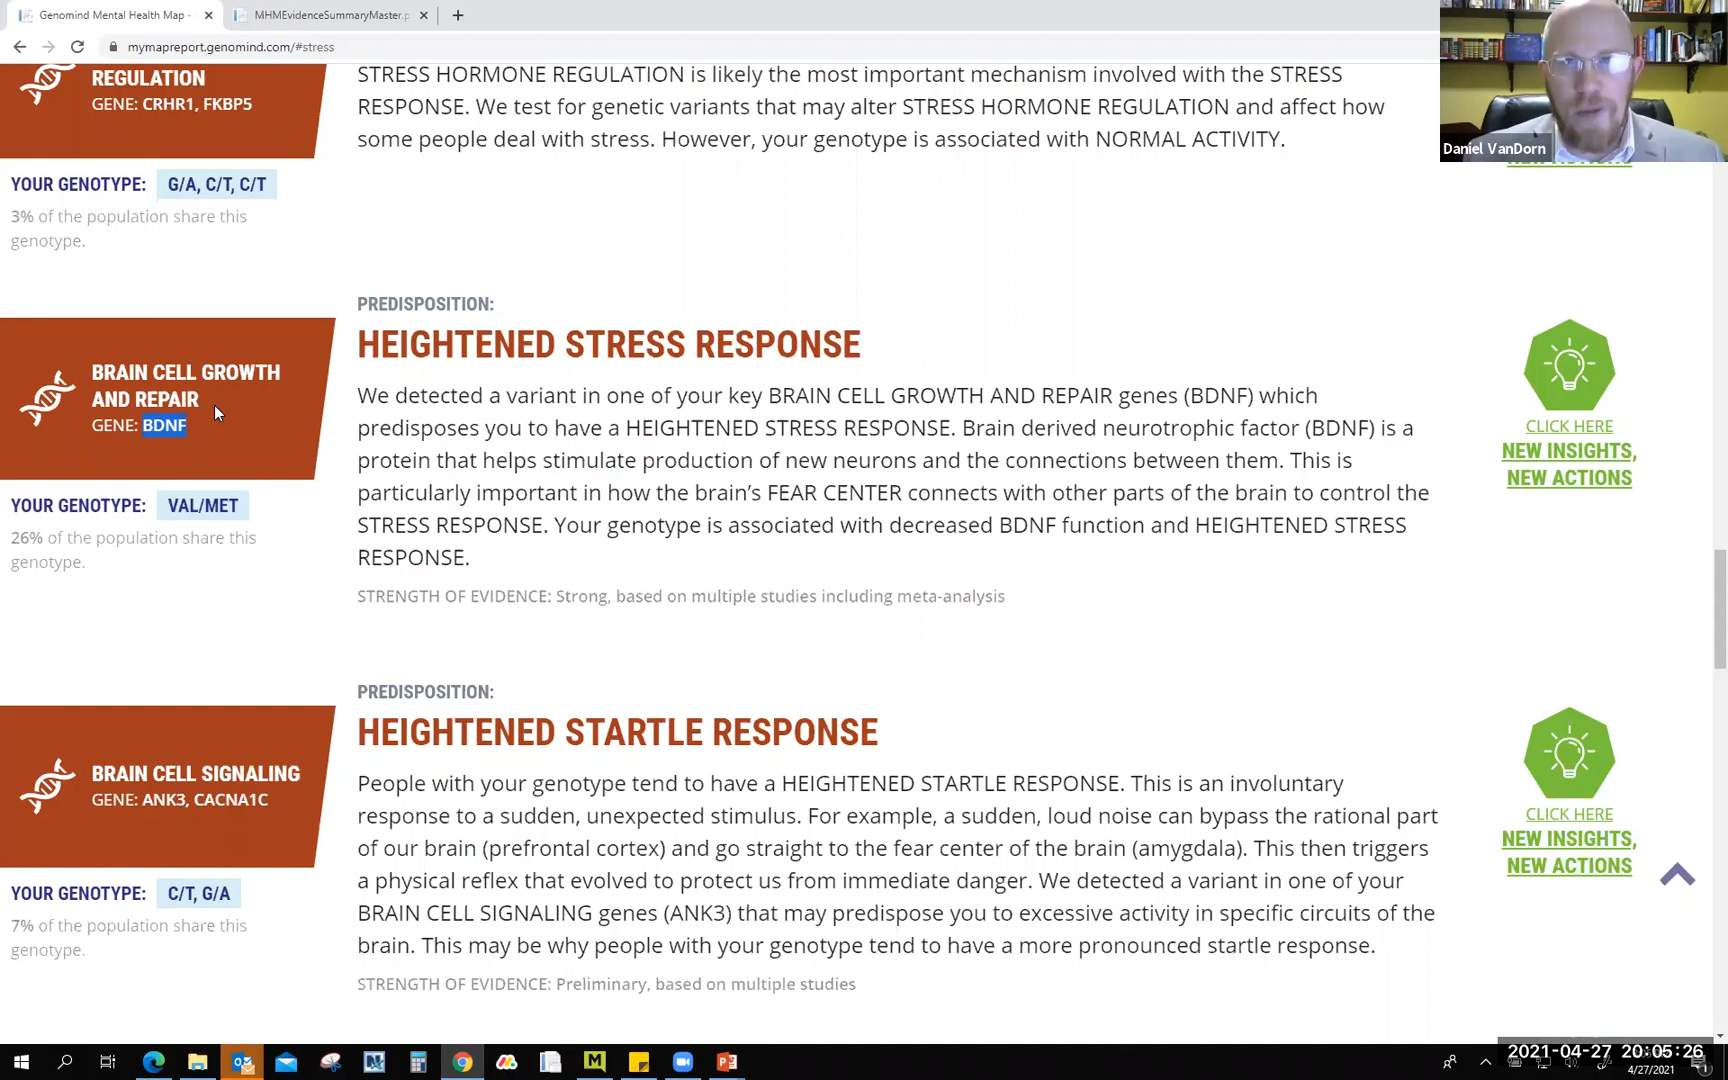 Genomind Mental Health Map -
MHMEvidenceSummaryMaster.p
mymapreport.genomind.com/#stress
REGULATION
GENE: CRHR1, FKBP5
STRESS HORMONE REGULATION is likely the most important mechanism involved with the STRESS
RESPONSE. We test for genetic variants that may alter STRESS HORMONE REGULATION and affect how
some people deal with stress. However, your genotype is associated with NORMAL ACTIVITY.
Daniel VanDorn
YOUR GENOTYPE: G/A, C/T, C/T
3% of the population share this
genotype.
PREDISPOSITION:
HEIGHTENED STRESS RESPONSE
BRAIN CELL GROWTH
AND REPAIR
GENE: BDNF
We detected a variant in one of your key BRAIN CELL GROWTH AND REPAIR genes (BDNF) which
predisposes you to have a HEIGHTENED STRESS RESPONSE. Brain derived neurotrophic factor (BDNF) is a
protein that helps stimulate production of new neurons and the connections between them. This is
particularly important in how the brain’s FEAR CENTER connects with other parts of the brain to control the
STRESS RESPONSE. Your genotype is associated with decreased BDNF function and HEIGHTENED STRESS
RESPONSE.
CLICK HERE
NEW INSIGHTS,
NEW ACTIONS
YOUR GENOTYPE: VAL/MET
26% of the population share this
genotype.
STRENGTH OF EVIDENCE: Strong, based on multiple studies including meta-analysis
PREDISPOSITION:
HEIGHTENED STARTLE RESPONSE
BRAIN CELL SIGNALING
GENE: ANK3, CACNA1C
People with your genotype tend to have a HEIGHTENED STARTLE RESPONSE. This is an involuntary
response to a sudden, unexpected stimulus. For example, a sudden, loud noise can bypass the rational part
of our brain (prefrontal cortex) and go straight to the fear center of the brain (amygdala). This then triggers
a physical reflex that evolved to protect us from immediate danger. We detected a variant in one of your
BRAIN CELL SIGNALING genes (ANK3) that may predispose you to excessive activity in specific circuits of the
brain. This may be why people with your genotype tend to have a more pronounced startle response.
CLICK HERE
NEW INSIGHTS,
NEW ACTIONS
YOUR GENOTYPE: C/T, G/A
7% of the population share this
genotype.
STRENGTH OF EVIDENCE: Preliminary, based on multiple studies
2021-04-27 20:05:26
4/27/2021